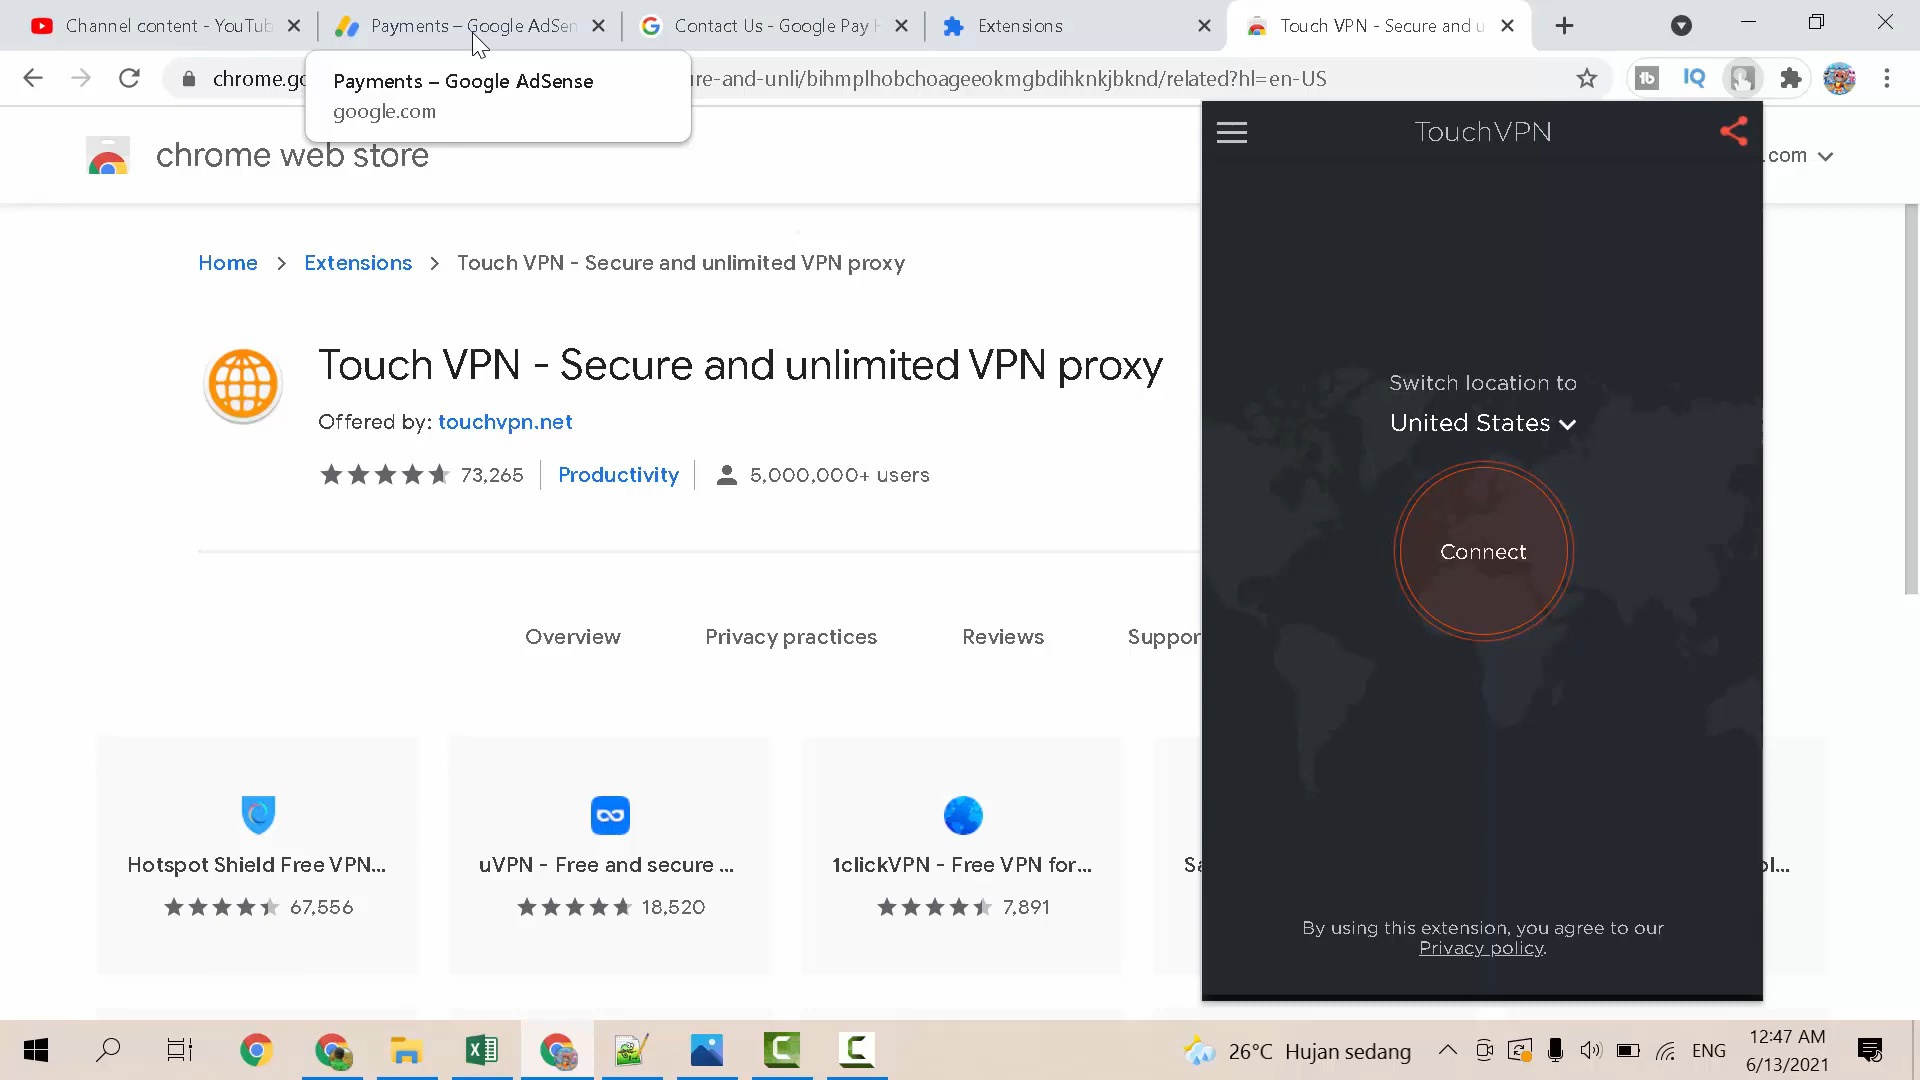 Channel content - YouTub
Payments – Google AdSen
Contact Us - Google Pay H
Extensions
Touch VPN - Secure and u
Payments – Google AdSense
google.com
chrome.go
re-and-unli/bihmplhobchoageeokmgbdihknkjbknd/related?hl=en-US
chrome web store
.com
Home > Extensions > Touch VPN - Secure and unlimited VPN proxy
Touch VPN - Secure and unlimited VPN proxy
Offered by: touchvpn.net
73,265
Productivity
5,000,000+ users
Overview
Privacy practices
Reviews
Suppor
Hotspot Shield Free VPN...
67,556
uVPN - Free and secure ...
18,520
1clickVPN - Free VPN for...
7,891
Sa
ol...
TouchVPN
Switch location to
United States
Connect
By using this extension, you agree to our
Privacy policy.
26°C Hujan sedang
ENG
12:47 AM
6/13/2021